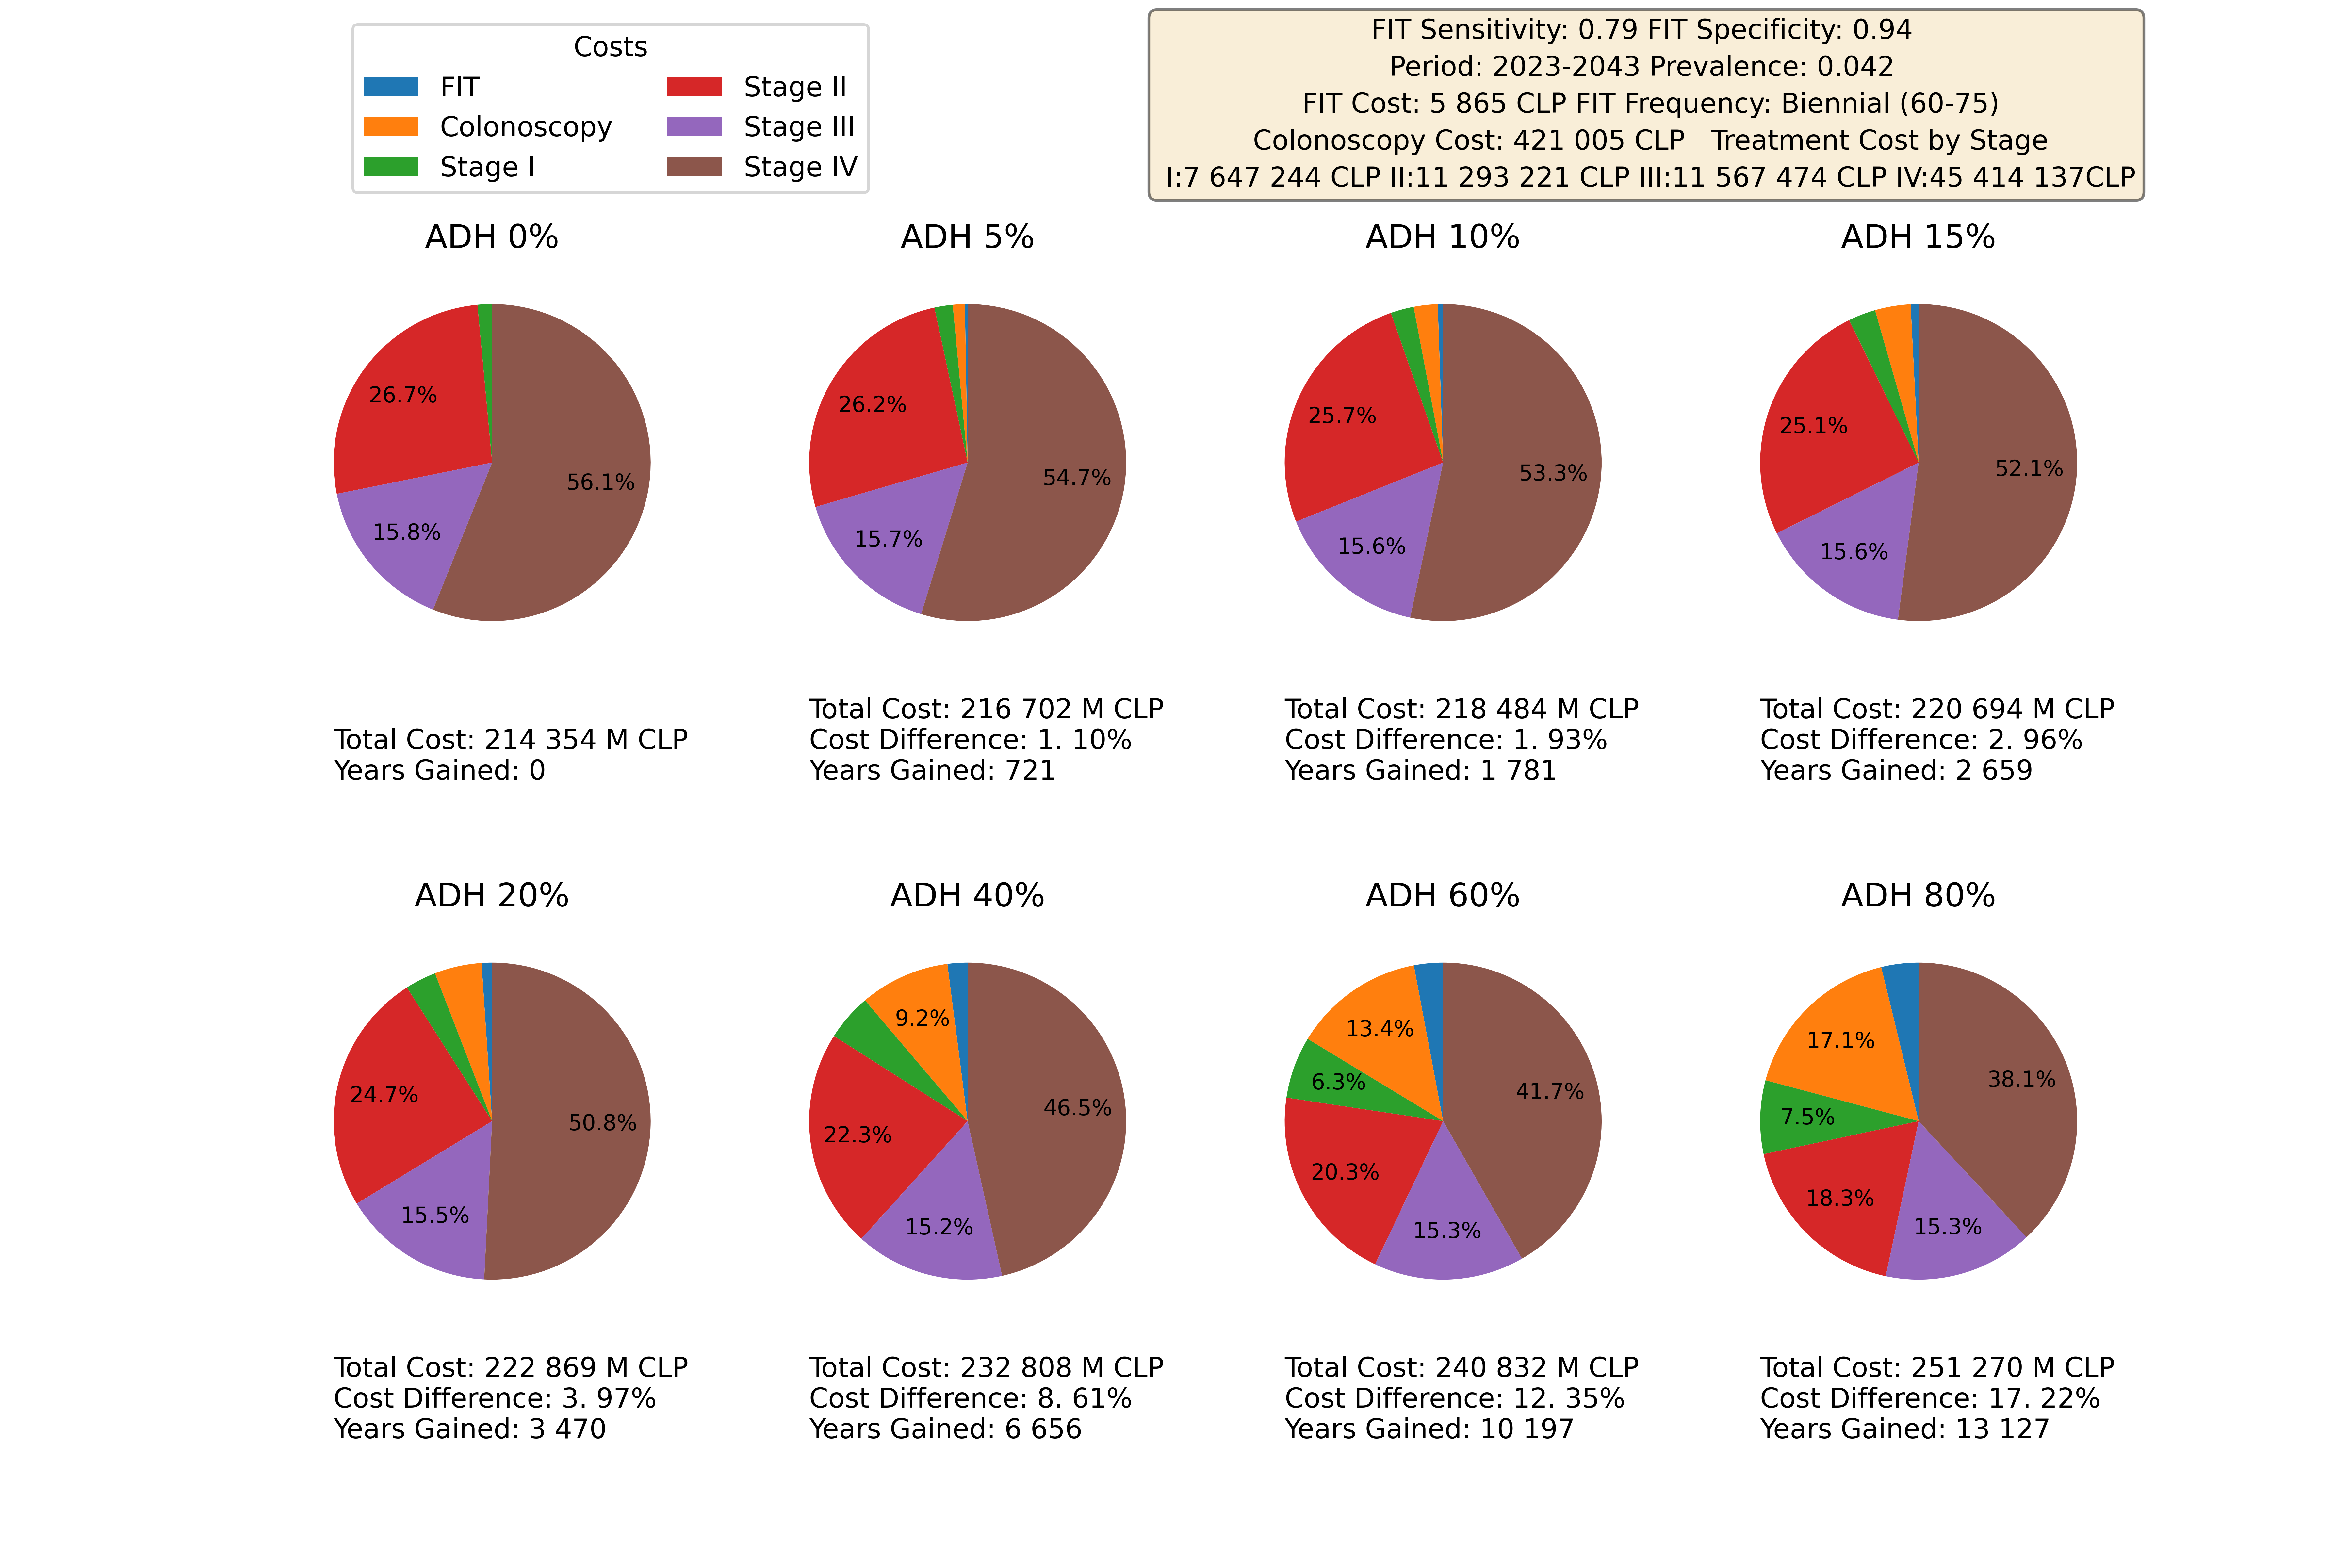 Costs
FIT
Colonoscopy
Stage I
Stage II
Stage III
Stage IV
FIT Sensitivity: 0.79 FIT Specificity: 0.94
Period: 2023-2043 Prevalence: 0.042
FIT Cost: 5 865 CLP FIT Frequency: Biennial (60-75)
Colonoscopy Cost: 421 005 CLP   Treatment Cost by Stage
I:7 647 244 CLP II:11 293 221 CLP III:11 567 474 CLP IV:45 414 137CLP
ADH 0%
26.7%
56.1%
15.8%
Total Cost: 214 354 M CLP
Years Gained: 0
ADH 5%
26.2%
54.7%
15.7%
Total Cost: 216 702 M CLP
Cost Difference: 1. 10%
Years Gained: 721
ADH 10%
25.7%
53.3%
15.6%
Total Cost: 218 484 M CLP
Cost Difference: 1. 93%
Years Gained: 1 781
ADH 15%
25.1%
52.1%
15.6%
Total Cost: 220 694 M CLP
Cost Difference: 2. 96%
Years Gained: 2 659
ADH 20%
24.7%
50.8%
15.5%
Total Cost: 222 869 M CLP
Cost Difference: 3. 97%
Years Gained: 3 470
ADH 40%
9.2%
46.5%
22.3%
15.2%
Total Cost: 232 808 M CLP
Cost Difference: 8. 61%
Years Gained: 6 656
ADH 60%
13.4%
6.3%
41.7%
20.3%
15.3%
Total Cost: 240 832 M CLP
Cost Difference: 12. 35%
Years Gained: 10 197
ADH 80%
17.1%
38.1%
7.5%
18.3%
15.3%
Total Cost: 251 270 M CLP
Cost Difference: 17. 22%
Years Gained: 13 127